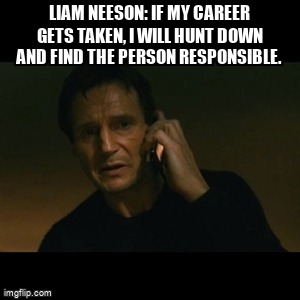 LIAM NEESON: IF MY CAREER
GETS TAKEN, I WILL HUNT DOWN
AND FIND THE PERSON RESPONSIBLE.
imgflip.com